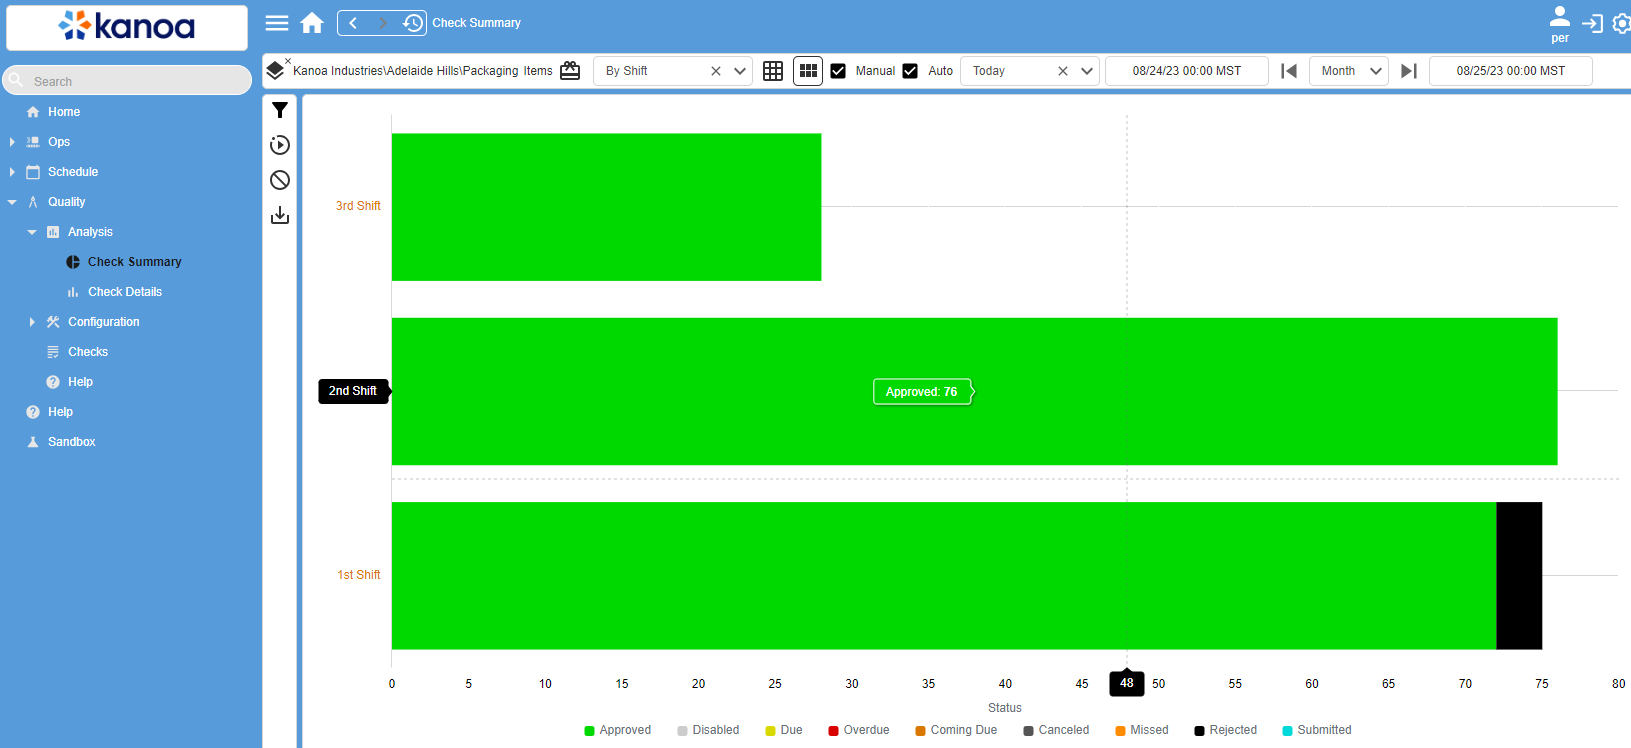 kanoa
Check Summary
per
Search
Kanoa Industries\Adelaide Hills\Packaging Items
By Shift
Manual
Auto
Today
08/24/23 00:00 MST
Month
08/25/23 00:00 MST
Home
Ops
Schedule
Quality
Analysis
Check Summary
Check Details
Configuration
Checks
Help
Help
Sandbox
3rd Shift
2nd Shift
Approved: 76
1st Shift
0 5 10 15 20 25 30 35 40 45 48 50 55 60 65 70 75 80
Status
Approved Disabled Due Overdue Coming Due Canceled Missed Rejected Submitted